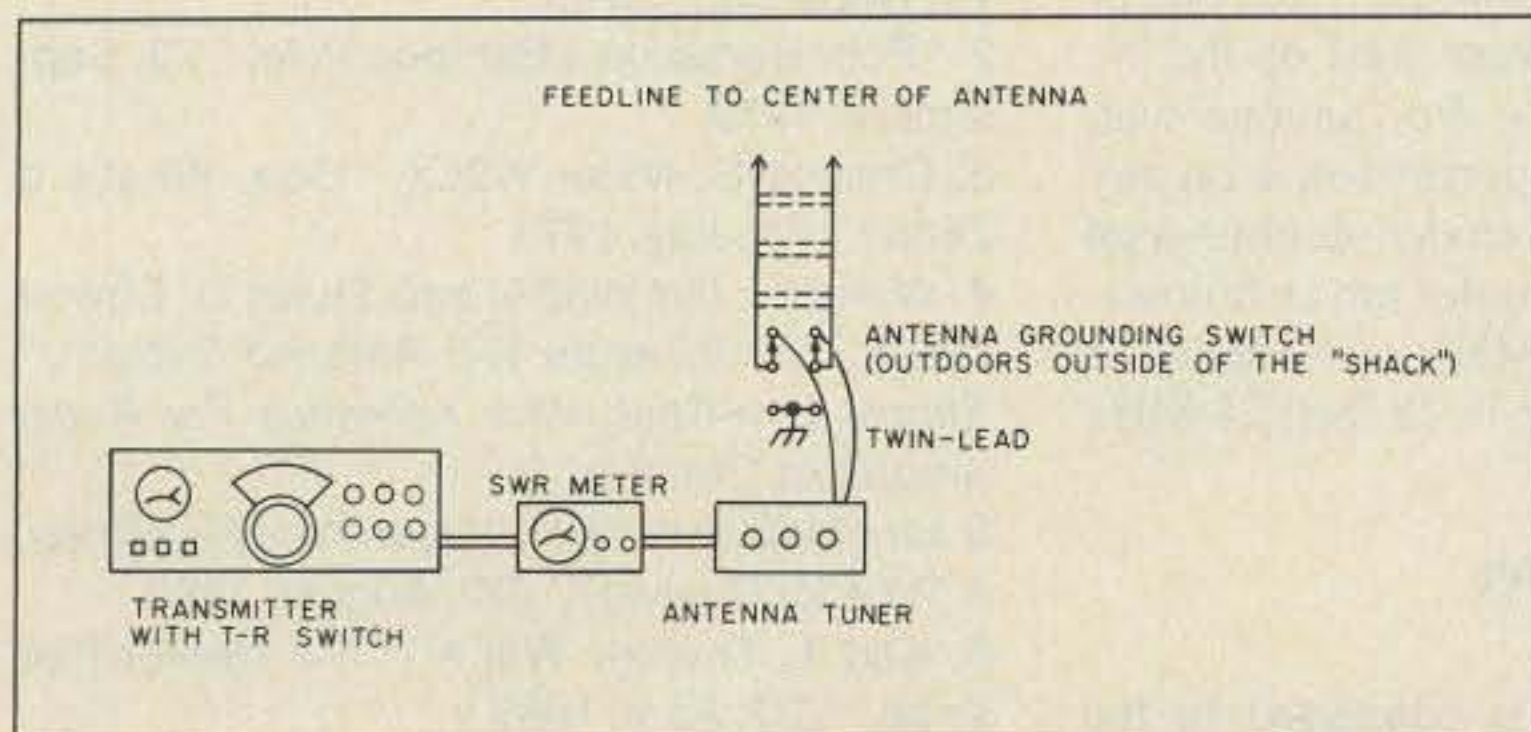 FEEDLINE TO CENTER OF ANTENNA
ANTENNA GROUNDING SWITCH
(OUTDOORS OUTSIDE OF THE "SHACK")
TWIN-LEAD
SWR METER
TRANSMITTER
WITH T-R SWITCH
ANTENNA TUNER